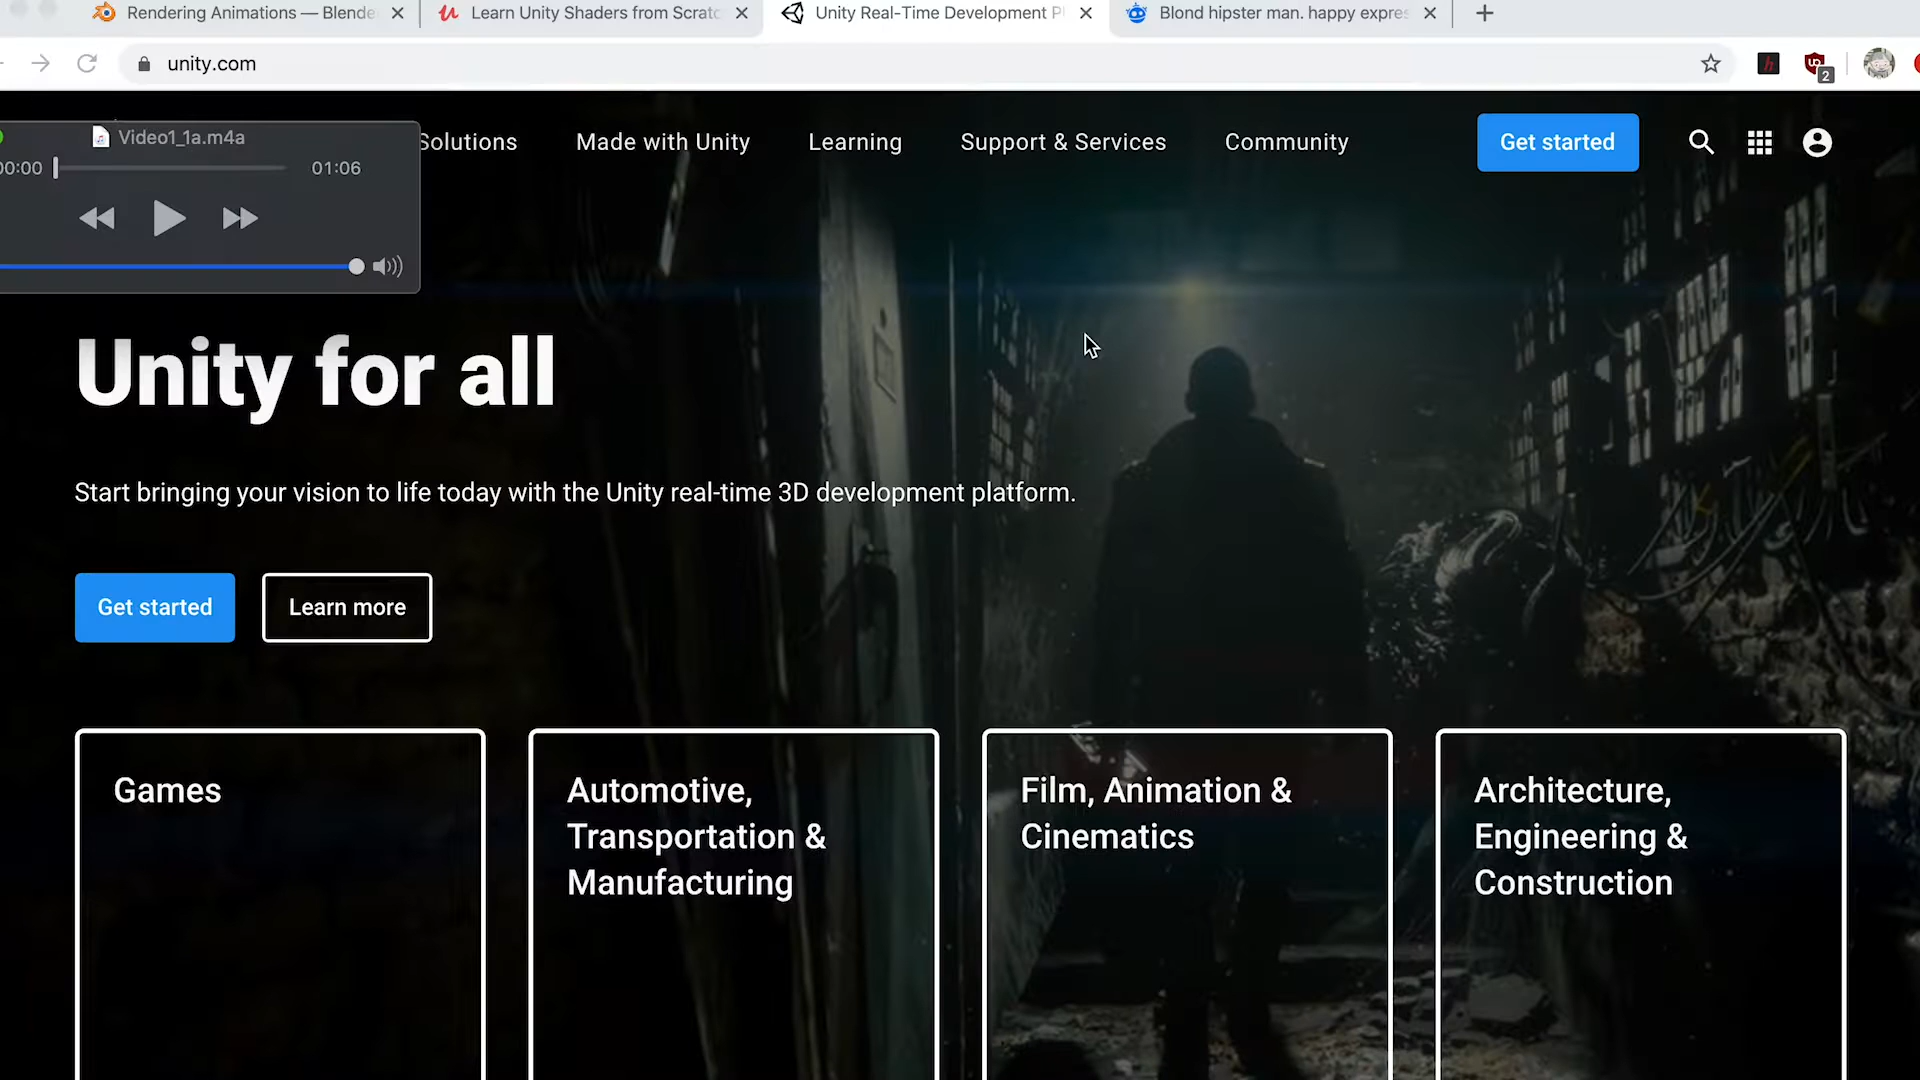 Rendering Animations — Blende
Learn Unity Shaders from Scratc
Unity Real-Time Development Pl
Blond hipster man. happy expres
unity.com
2
Video1_1a.m4a
00:00
01:06
Solutions
Made with Unity
Learning
Support & Services
Community
Get started
Unity for all
Start bringing your vision to life today with the Unity real-time 3D development platform.
Get started
Learn more
Games
Automotive,
Transportation &
Manufacturing
Film, Animation &
Cinematics
Architecture,
Engineering &
Construction